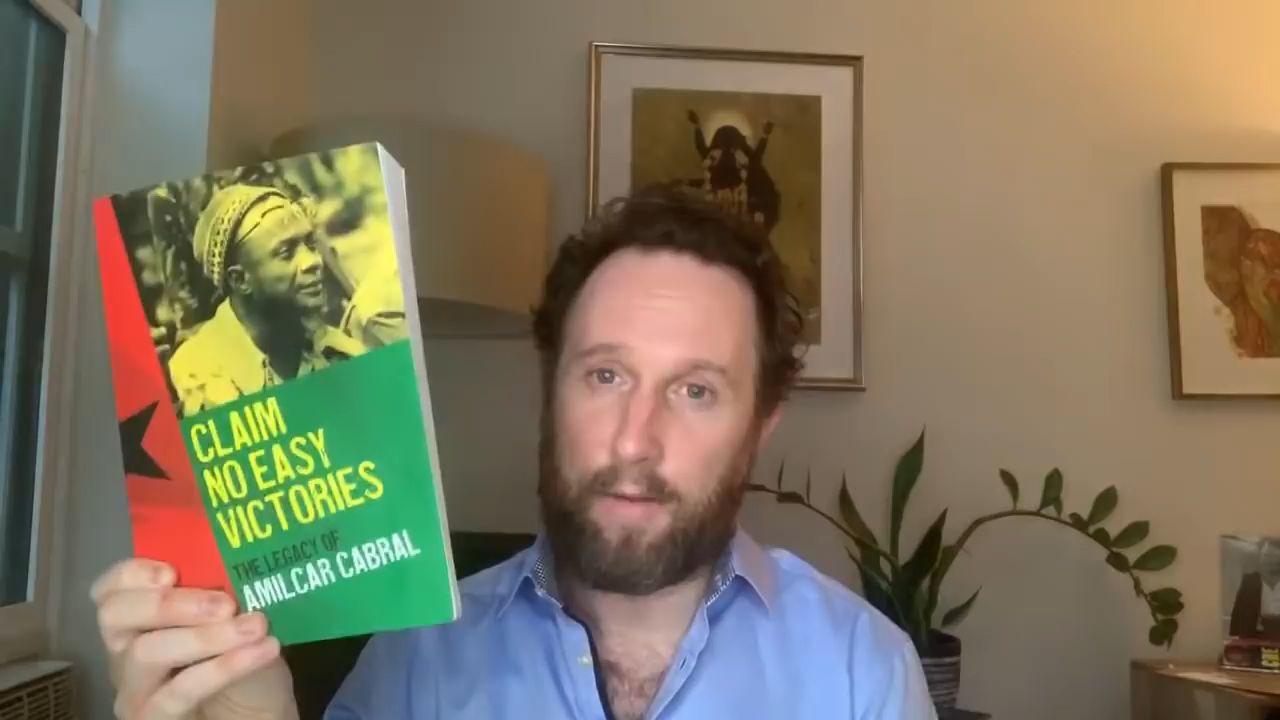 CLAIM
NO EASY
VICTORIES
THE LEGACY OF
AMILCAR CABRAL